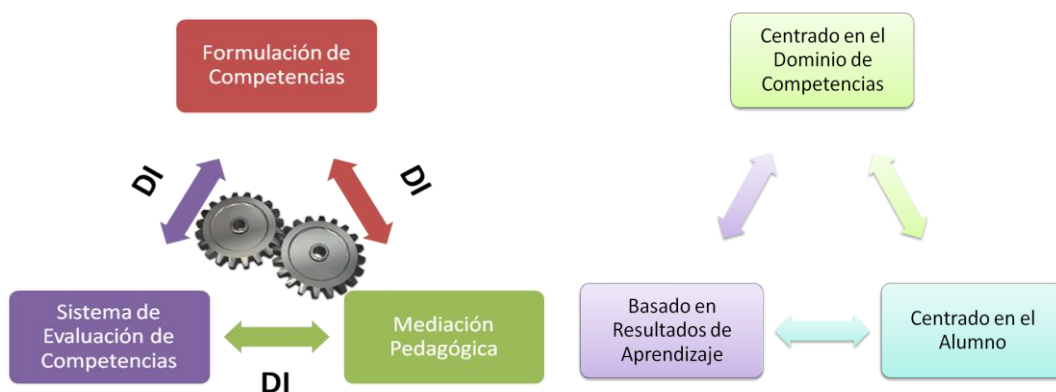 Formulación de
Competencias
DI
DI
Sistema de
Evaluación de
Competencias
Mediación
Pedagógica
DI
Centrado en el
Dominio de
Competencias
Basado en
Resultados de
Aprendizaje
Centrado en el
Alumno